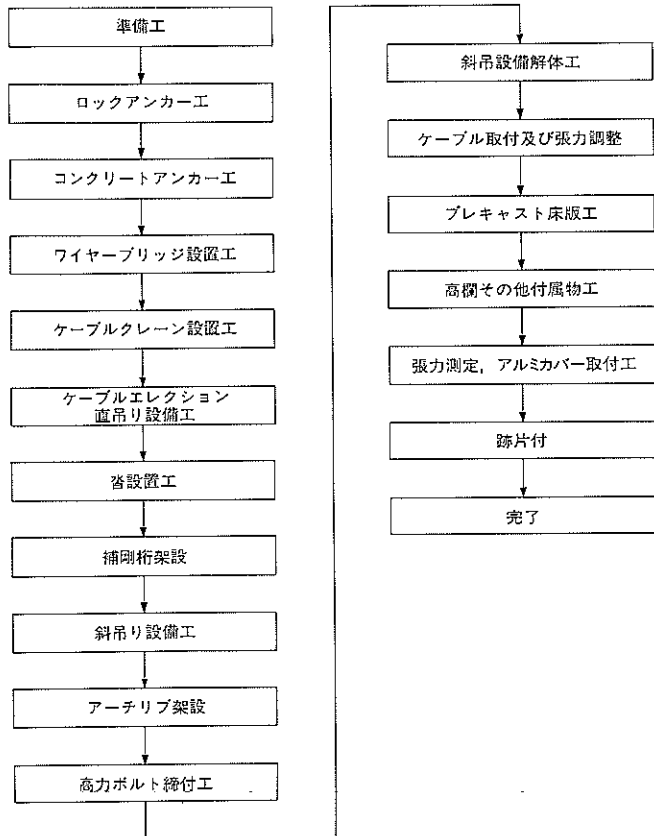 準備工
ロックアンカー工
コンクリートアンカー工
ワイヤーブリッジ設置工
ケーブルクレーン設置工
ケーブルエレクション
直吊り設備工
沓設置工
補剛桁架設
斜吊り設備工
アーチリブ架設
高力ボルト締付工
斜吊設備解体工
ケーブル取付及び張力調整
プレキャスト床版工
高欄その他付属物工
張力測定，アルミカバー取付工
跡片付
完了